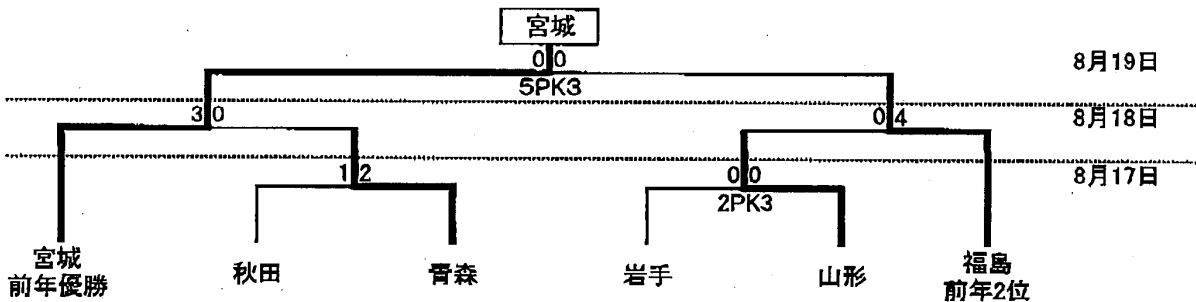 宮城
0 0
5PK3
8月19日
3 0
0 4
8月18日
1 2
0 0
2PK3
8月17日
宮城
前年優勝
秋田
青森
岩手
山形
福島
前年2位